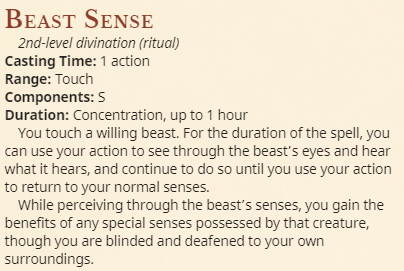 BEAST SENSE
2nd-level divination (ritual)
Casting Time: 1 action
Range: Touch
Components: S
Duration: Concentration, up to 1 hour
You touch a willing beast. For the duration of the spell, you
can use your action to see through the beast's eyes and hear
what it hears, and continue to do so until you use your action
to return to your normal senses.
While perceiving through the beast's senses, you gain the
benefits of any special senses possessed by that creature,
though you are blinded and deafened to your own
surroundings.